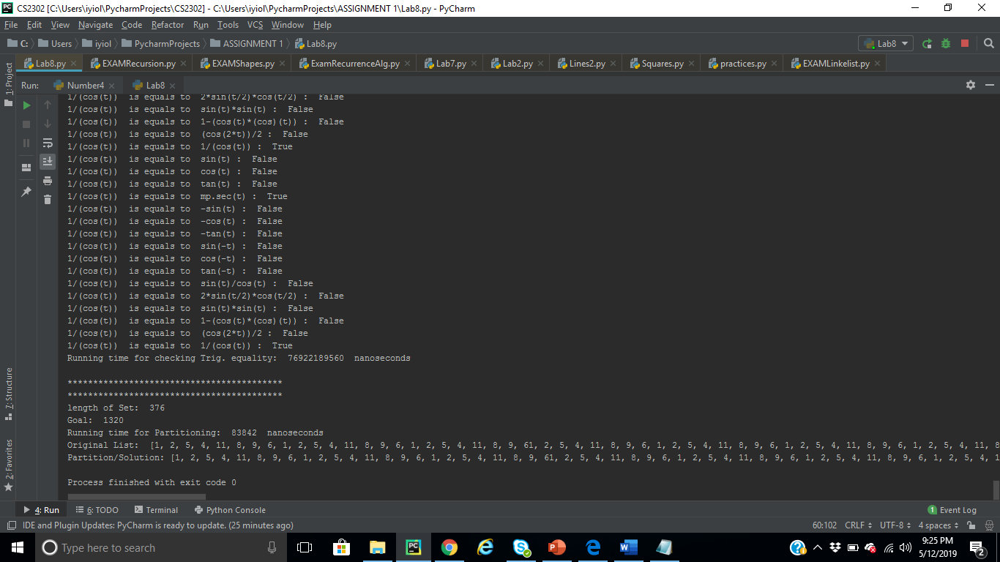 CS2302 [C:\Users\iyiol\PycharmProjects\CS2302] - C:\Users\iyiol\PycharmProjects\ASSIGNMENT 1\Lab8.py - PyCharm
File Edit View Navigate Code Refactor Run Tools VCS Window Help
C: Users iyiol PycharmProjects ASSIGNMENT 1 Lab8.py Lab8
Lab8.py EXAMRecursion.py EXAMShapes.py ExamRecurrenceAlg.py Lab7.py Lab2.py Lines2.py Squares.py practices.py EXAMLinkelist.py
1: Project
Run: Number4 Lab8
1/(cos(t)) is equals to 2*sin(t/2)*cos(t/2) : False
1/(cos(t)) is equals to sin(t)*sin(t) : False
1/(cos(t)) is equals to 1-(cos(t)*(cos)(t)) : False
1/(cos(t)) is equals to (cos(2*t))/2 : False
1/(cos(t)) is equals to 1/(cos(t)) : True
1/(cos(t)) is equals to sin(t) : False
1/(cos(t)) is equals to cos(t) : False
1/(cos(t)) is equals to tan(t) : False
1/(cos(t)) is equals to mp.sec(t) : True
1/(cos(t)) is equals to -sin(t) : False
1/(cos(t)) is equals to -cos(t) : False
1/(cos(t)) is equals to -tan(t) : False
1/(cos(t)) is equals to sin(-t) : False
1/(cos(t)) is equals to cos(-t) : False
1/(cos(t)) is equals to tan(-t) : False
1/(cos(t)) is equals to sin(t)/cos(t) : False
1/(cos(t)) is equals to 2*sin(t/2)*cos(t/2) : False
1/(cos(t)) is equals to sin(t)*sin(t) : False
1/(cos(t)) is equals to 1-(cos(t)*(cos)(t)) : False
1/(cos(t)) is equals to (cos(2*t))/2 : False
1/(cos(t)) is equals to 1/(cos(t)) : True
Running time for checking Trig. equality: 76922189560 nanoseconds
******************************************
******************************************
length of Set: 376
Goal: 1320
Running time for Partitioning: 83842 nanoseconds
Original List: [1, 2, 5, 4, 11, 8, 9, 6, 1, 2, 5, 4, 11, 8, 9, 6, 1, 2, 5, 4, 11, 8, 9, 61, 2, 5, 4, 11, 8, 9, 6, 1, 2, 5, 4, 11, 8, 9, 6, 1, 2, 5, 4, 11, 8, 9, 6, 1, 2, 5, 4, 11, 8
Partition/Solution: [1, 2, 5, 4, 11, 8, 9, 6, 1, 2, 5, 4, 11, 8, 9, 6, 1, 2, 5, 4, 11, 8, 9, 61, 2, 5, 4, 11, 8, 9, 6, 1, 2, 5, 4, 11, 8, 9, 6, 1, 2, 5, 4, 11, 8, 9, 6, 1, 2, 5, 4, 1
Process finished with exit code 0
7: Structure
2: Favorites
4: Run 6: TODO Terminal Python Console 1 Event Log
IDE and Plugin Updates: PyCharm is ready to update. (25 minutes ago) 60:102 CRLF UTF-8 4 spaces
Type here to search
9:25 PM
5/12/2019
2